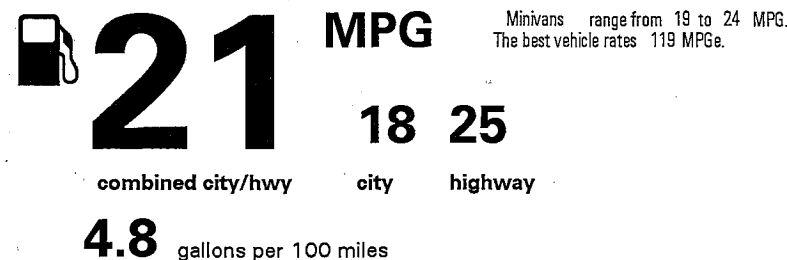 21 MPG
Minivans range from 19 to 24 MPG.
The best vehicle rates 119 MPGe.
18 25
combined city/hwy city highway
4.8 gallons per 100 miles